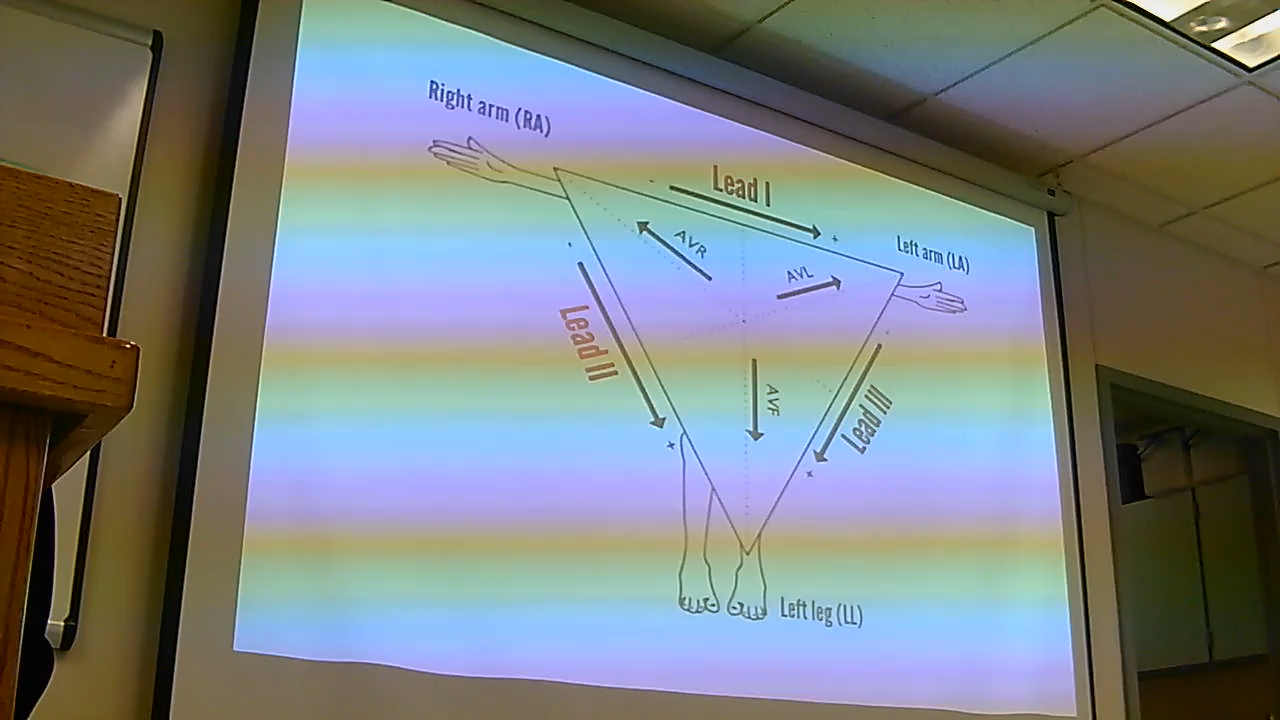 Right arm (RA)
Lead I
- +
Left arm (LA)
AVR
AVL
-
Lead II
+
AVF
-
Lead III
+
Left leg (LL)